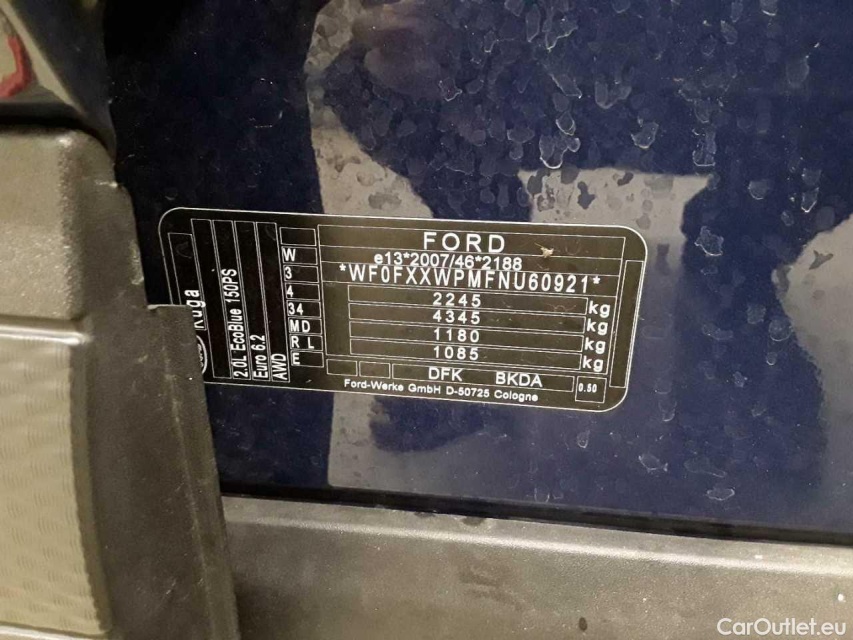 FORD
e13*2007/46*2188
*WF0FXXWPMFNU60921*
2245 kg
4345 kg
1180 kg
1085 kg
DFK BKDA 0.50
Ford-Werke GmbH D-50725 Cologne
W
3
4
34
MD
R L
E
AWD
Euro 6.2
2.0L EcoBlue 150PS
Kuga
CarOutlet.eu